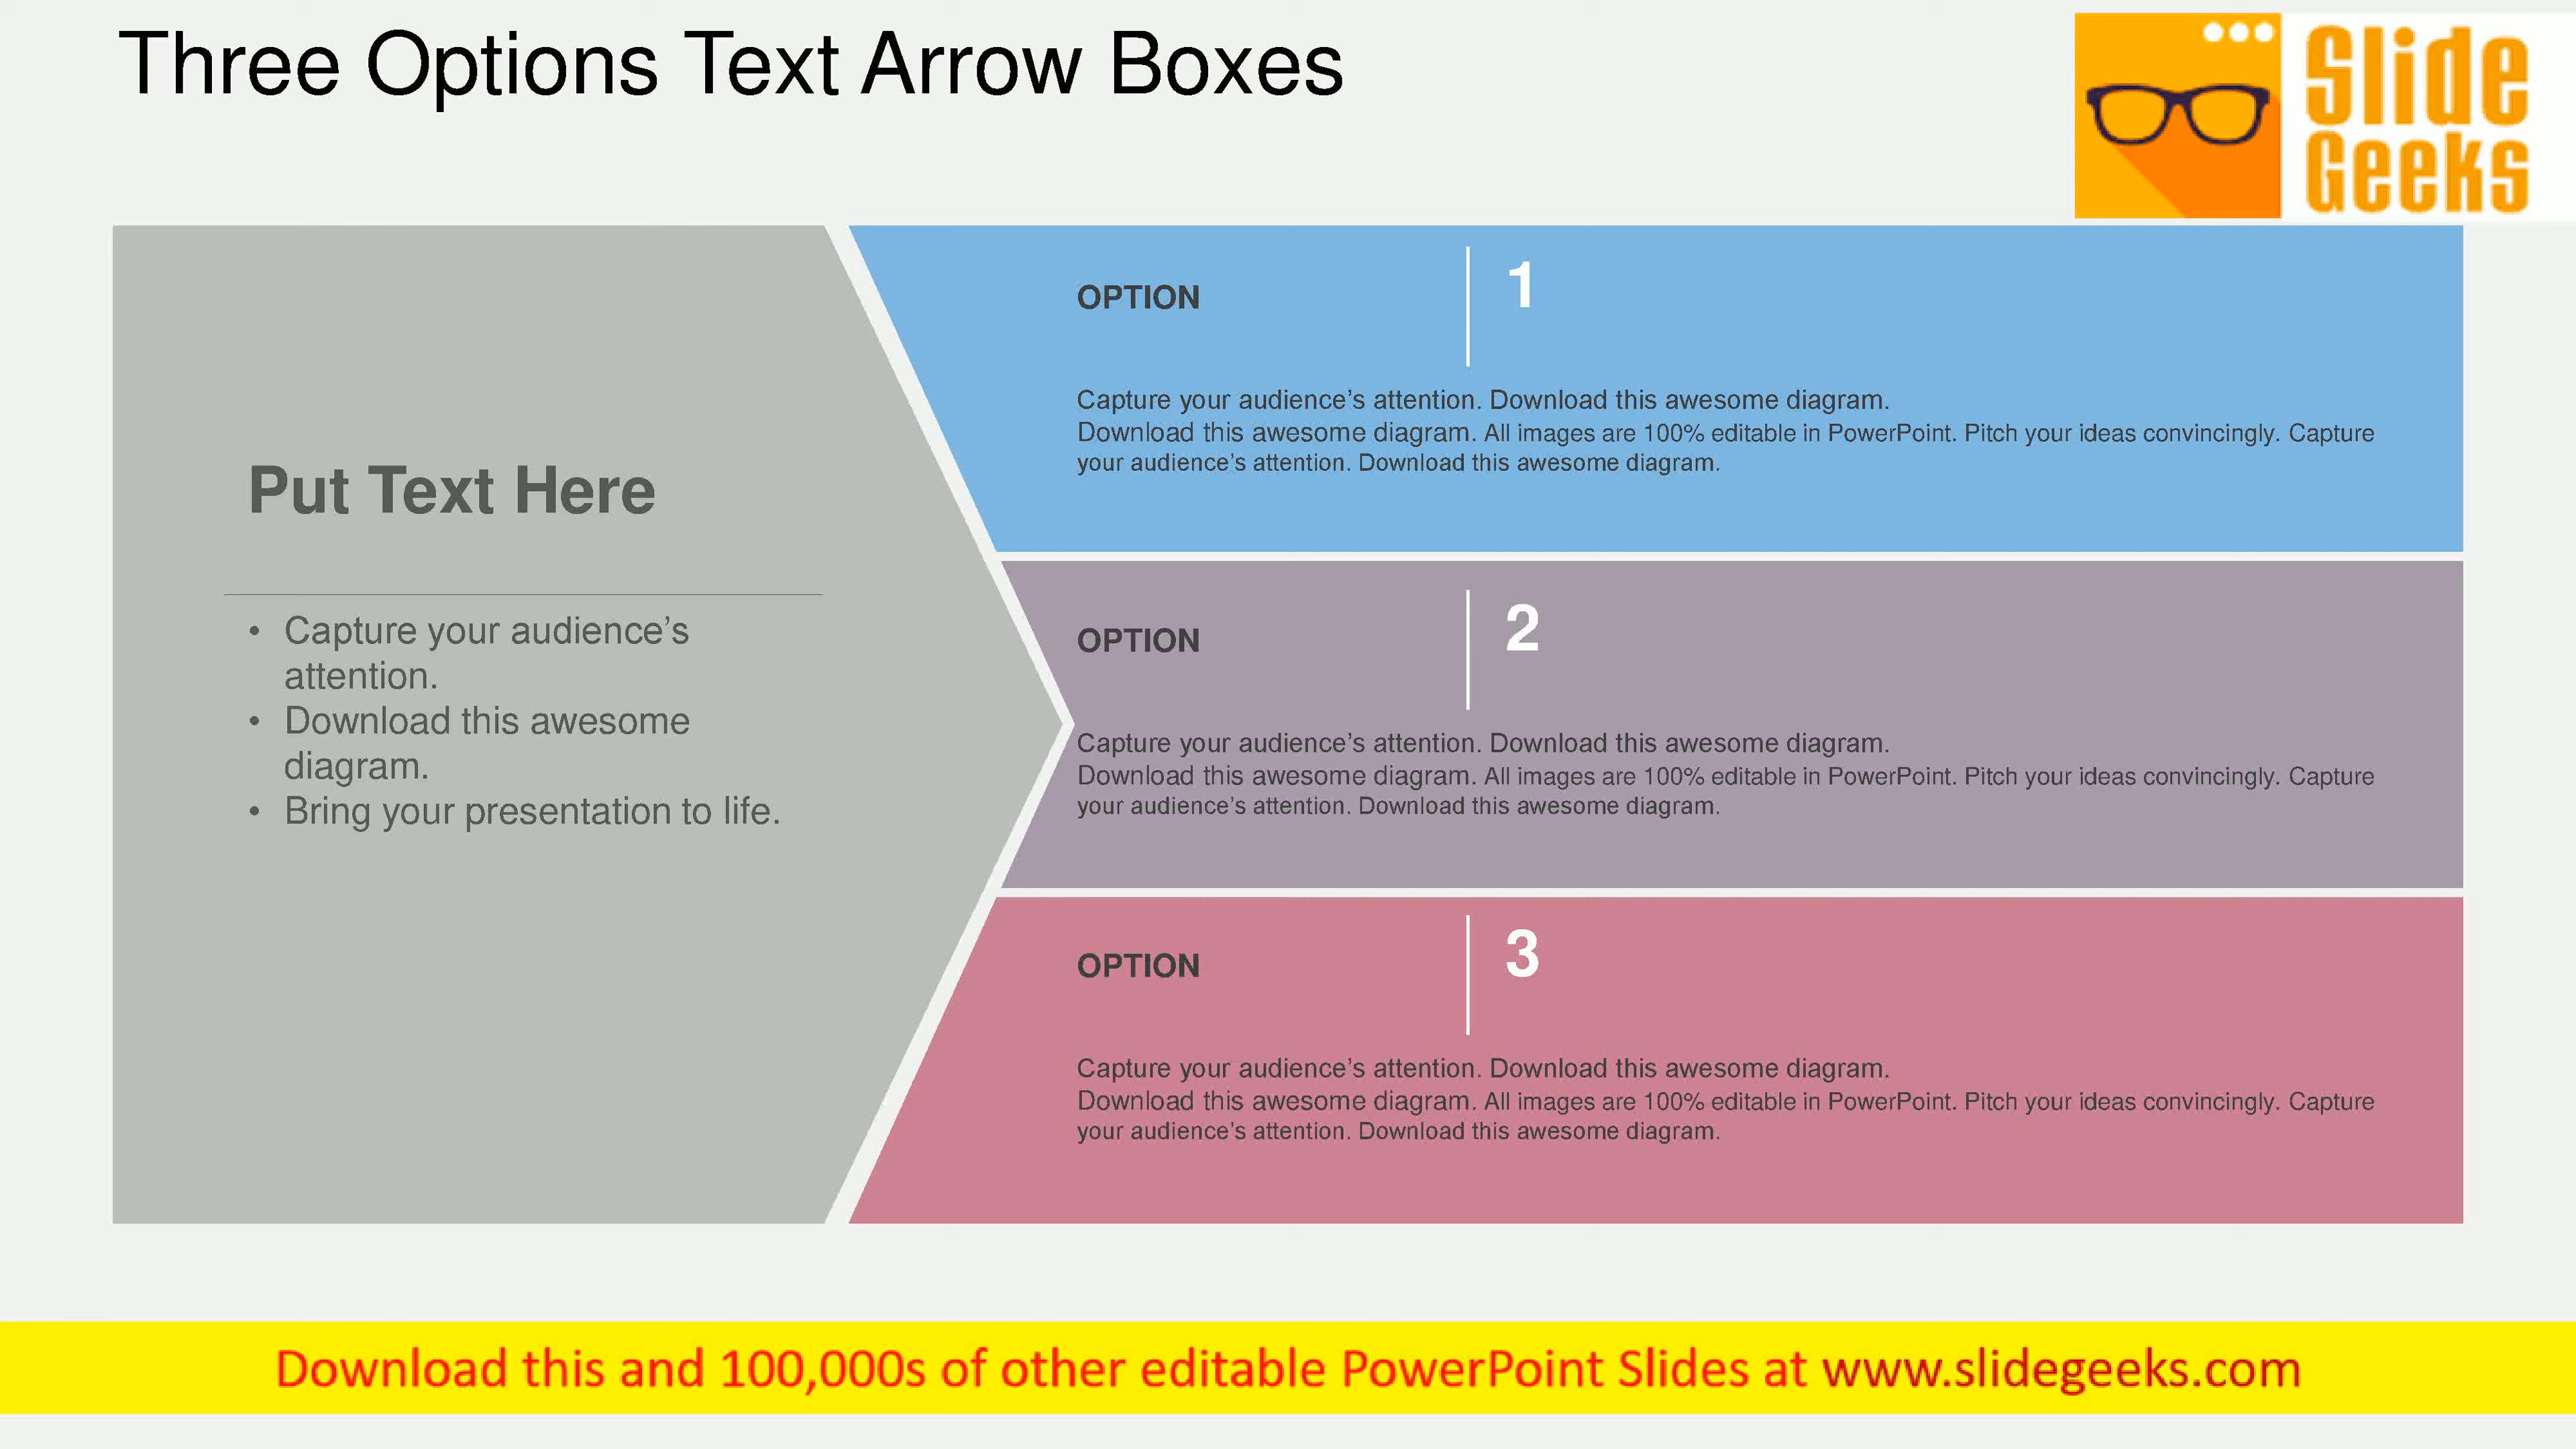 Three Options Text Arrow Boxes
Slide
Geeks
Put Text Here
• Capture your audience’s
attention.
• Download this awesome
diagram.
• Bring your presentation to life.
OPTION
1
Capture your audience’s attention. Download this awesome diagram.
Download this awesome diagram. All images are 100% editable in PowerPoint. Pitch your ideas convincingly. Capture
your audience’s attention. Download this awesome diagram.
OPTION
2
Capture your audience’s attention. Download this awesome diagram.
Download this awesome diagram. All images are 100% editable in PowerPoint. Pitch your ideas convincingly. Capture
your audience’s attention. Download this awesome diagram.
OPTION
3
Capture your audience’s attention. Download this awesome diagram.
Download this awesome diagram. All images are 100% editable in PowerPoint. Pitch your ideas convincingly. Capture
your audience’s attention. Download this awesome diagram.
Download this and 100,000s of other editable PowerPoint Slides at www.slidegeeks.com